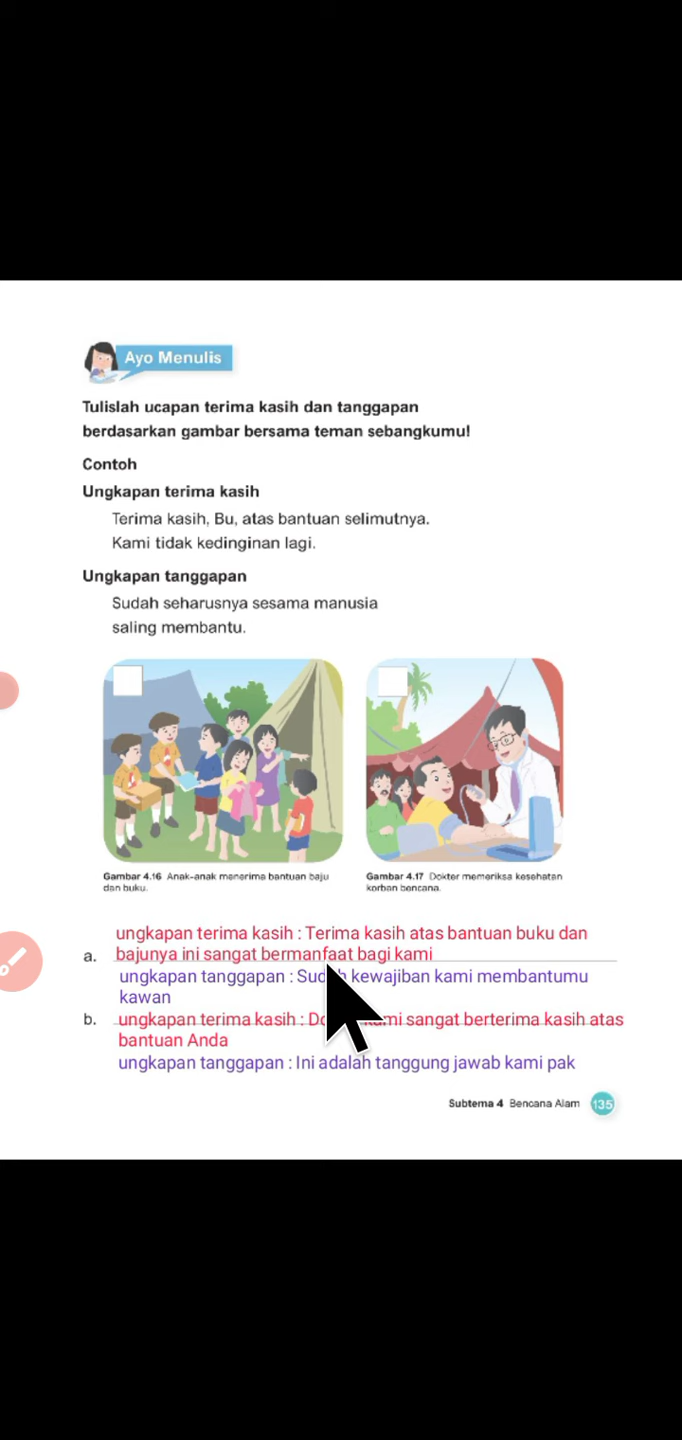 Ayo Menulis
Tulislah ucapan terima kasih dan tanggapan
berdasarkan gambar bersama teman sebangkumu!
Contoh
Ungkapan terima kasih
Terima kasih, Bu, atas bantuan selimutnya.
Kami tidak kedinginan lagi.
Ungkapan tanggapan
Sudah seharusnya sesama manusia
saling membantu.
Gambar 4.16 Anak-anak menerima bantuan baju
dan buku.
Gambar 4.17 Dokter memeriksa kesehatan
korban bencana.
ungkapan terima kasih : Terima kasih atas bantuan buku dan
a. bajunya ini sangat bermanfaat bagi kami
ungkapan tanggapan : kewajiban kami membantumu
kawan
b. ungkapan terima kasih : sangat berterima kasih atas
bantuan Anda
ungkapan tanggapan : Ini adalah tanggung jawab kami pak
Subtema 4 Bencana Alam 135